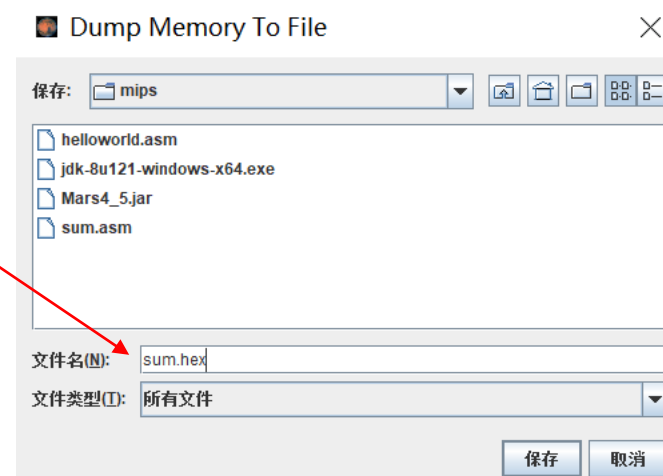 Dump Memory To File
保存: mips
helloworld.asm
jdk-8u121-windows-x64.exe
Mars4_5.jar
sum.asm
文件名(N): sum.hex
文件类型(T): 所有文件
保存 取消